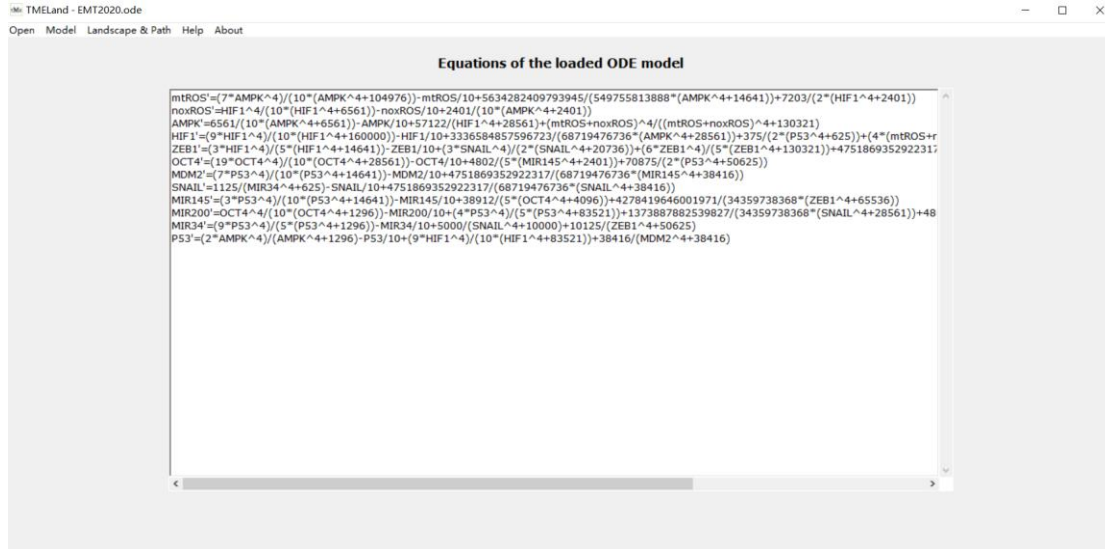 TMELand - EMT2020.ode
Open Model Landscape & Path Help About
Equations of the loaded ODE model
mtROS'=(7*AMPK^4)/(10*(AMPK^4+104976))-mtROS/10+5634282409793945/(549755813888*(AMPK^4+14641))+7203/(2*(HIF1^4+2401))
noxROS'=HIF1^4/(10*(HIF1^4+6561))-noxROS/10+2401/(10*(AMPK^4+2401))
AMPK'=6561/(10*(AMPK^4+6561))-AMPK/10+57122/(HIF1^4+28561)+(mtROS+noxROS)^4/((mtROS+noxROS)^4+130321)
HIF1'=(9*HIF1^4)/(10*(HIF1^4+160000))-HIF1/10+3336584857596723/(68719476736*(AMPK^4+28561))+375/(2*(P53^4+625))+(4*(mtROS+r
ZEB1'=(3*HIF1^4)/(5*(HIF1^4+14641))-ZEB1/10+(3*SNAIL^4)/(2*(SNAIL^4+20736))+(6*ZEB1^4)/(5*(ZEB1^4+130321))+4751869352922317
OCT4'=(19*OCT4^4)/(10*(OCT4^4+28561))-OCT4/10+4802/(5*(MIR145^4+2401))+70875/(2*(P53^4+50625))
MDM2'=(7*P53^4)/(10*(P53^4+14641))-MDM2/10+4751869352922317/(68719476736*(MIR145^4+38416))
SNAIL'=1125/(MIR34^4+625)-SNAIL/10+4751869352922317/(68719476736*(SNAIL^4+38416))
MIR145'=(3*P53^4)/(10*(P53^4+14641))-MIR145/10+38912/(5*(OCT4^4+4096))+4278419646001971/(34359738368*(ZEB1^4+65536))
MIR200'=OCT4^4/(10*(OCT4^4+1296))-MIR200/10+(4*P53^4)/(5*(P53^4+83521))+1373887882539827/(34359738368*(SNAIL^4+28561))+48
MIR34'=(9*P53^4)/(5*(P53^4+1296))-MIR34/10+5000/(SNAIL^4+10000)+10125/(ZEB1^4+50625)
P53'=(2*AMPK^4)/(AMPK^4+1296)-P53/10+(9*HIF1^4)/(10*(HIF1^4+83521))+38416/(MDM2^4+38416)